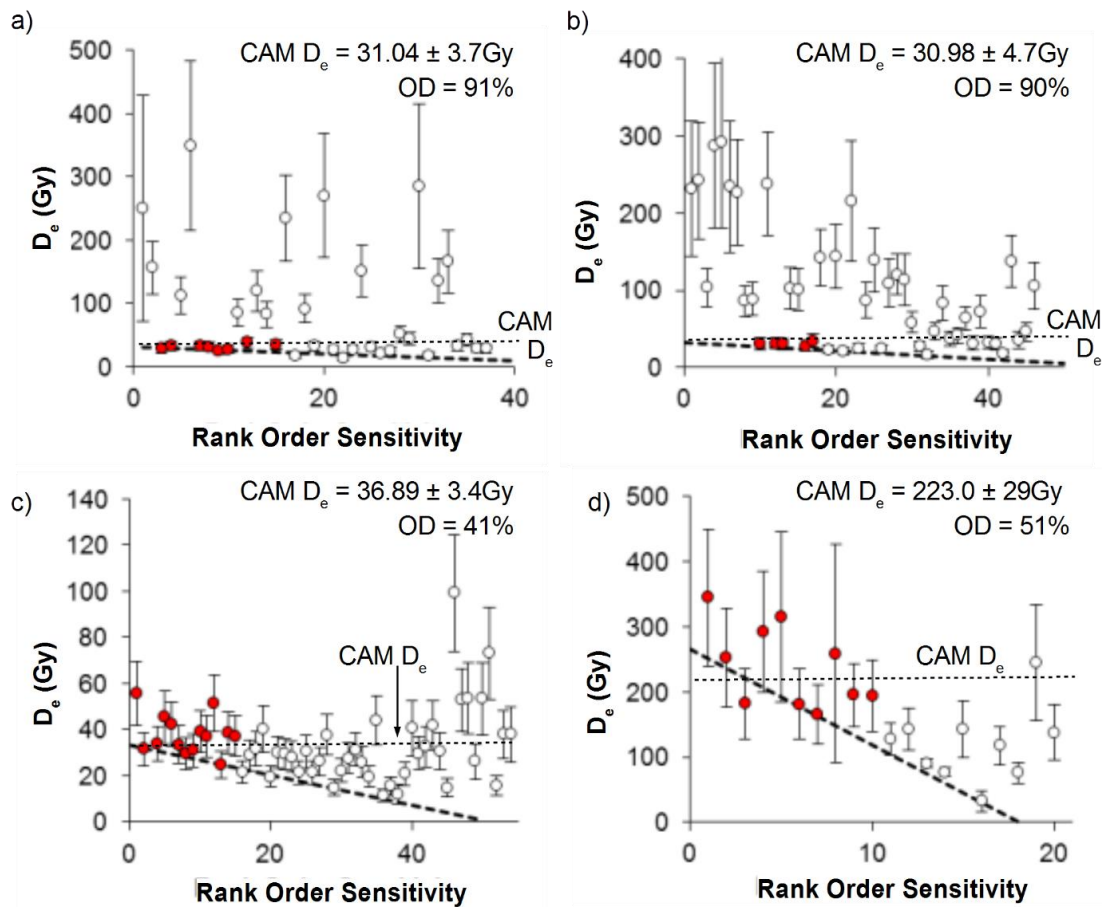 a)
CAM De = 31.04 ± 3.7Gy
OD = 91%
500
400
300
200
100
0
De (Gy)
CAM
De
0 20 40
Rank Order Sensitivity
b)
CAM De = 30.98 ± 4.7Gy
OD = 90%
400
300
200
100
0
De (Gy)
CAM
De
0 20 40
Rank Order Sensitivity
c)
CAM De = 36.89 ± 3.4Gy
OD = 41%
140
120
100
80
60
40
20
0
De (Gy)
CAM De
0 20 40
Rank Order Sensitivity
d)
CAM De = 223.0 ± 29Gy
OD = 51%
500
400
300
200
100
0
De (Gy)
CAM De
0 10 20
Rank Order Sensitivity